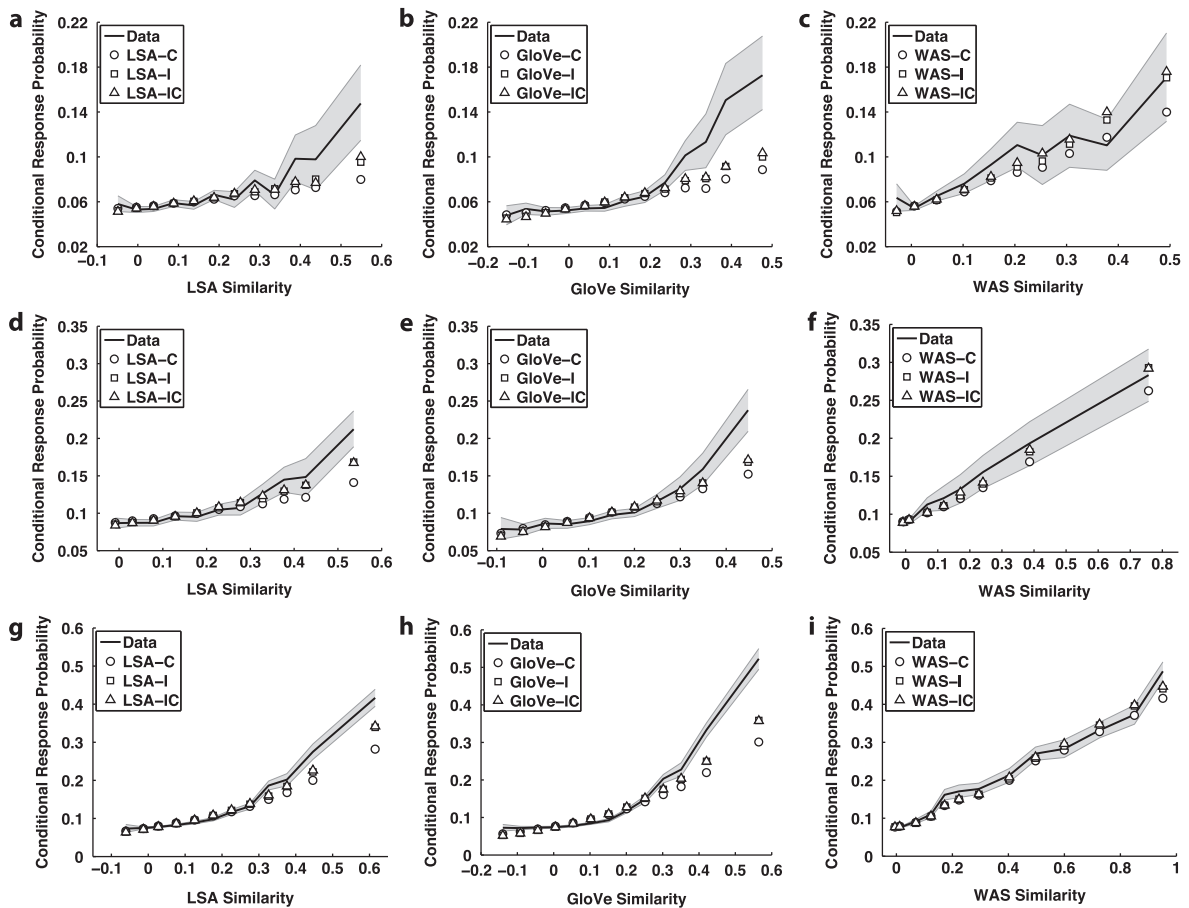 a
Conditional Response Probability
0.22
0.18
0.14
0.1
0.06
0.02
Data
LSA−C
LSA−I
LSA−IC
−0.1 0 0.1 0.2 0.3 0.4 0.5 0.6
LSA Similarity
b
Conditional Response Probability
0.22
0.18
0.14
0.1
0.06
0.02
Data
GloVe−C
GloVe−I
GloVe−IC
−0.2 −0.1 0 0.1 0.2 0.3 0.4 0.5
GloVe Similarity
c
Conditional Response Probability
0.22
0.18
0.14
0.1
0.06
0.02
Data
WAS−C
WAS−I
WAS−IC
0 0.1 0.2 0.3 0.4 0.5
WAS Similarity
d
Conditional Response Probability
0.35
0.3
0.25
0.2
0.15
0.1
0.05
Data
LSA−C
LSA−I
LSA−IC
0 0.1 0.2 0.3 0.4 0.5 0.6
LSA Similarity
e
Conditional Response Probability
0.35
0.3
0.25
0.2
0.15
0.1
0.05
Data
GloVe−C
GloVe−I
GloVe−IC
−0.1 0 0.1 0.2 0.3 0.4 0.5
GloVe Similarity
f
Conditional Response Probability
0.35
0.3
0.25
0.2
0.15
0.1
0.05
Data
WAS−C
WAS−I
WAS−IC
0 0.1 0.2 0.3 0.4 0.5 0.6 0.7 0.8
WAS Similarity
g
Conditional Response Probability
0.6
0.5
0.4
0.3
0.2
0.1
0
Data
LSA−C
LSA−I
LSA−IC
−0.1 0 0.1 0.2 0.3 0.4 0.5 0.6
LSA Similarity
h
Conditional Response Probability
0.6
0.5
0.4
0.3
0.2
0.1
0
Data
GloVe−C
GloVe−I
GloVe−IC
−0.2 −0.1 0 0.1 0.2 0.3 0.4 0.5 0.6
GloVe Similarity
i
Conditional Response Probability
0.6
0.5
0.4
0.3
0.2
0.1
0
Data
WAS−C
WAS−I
WAS−IC
0 0.1 0.2 0.3 0.4 0.5 0.6 0.7 0.8 0.9 1
WAS Similarity